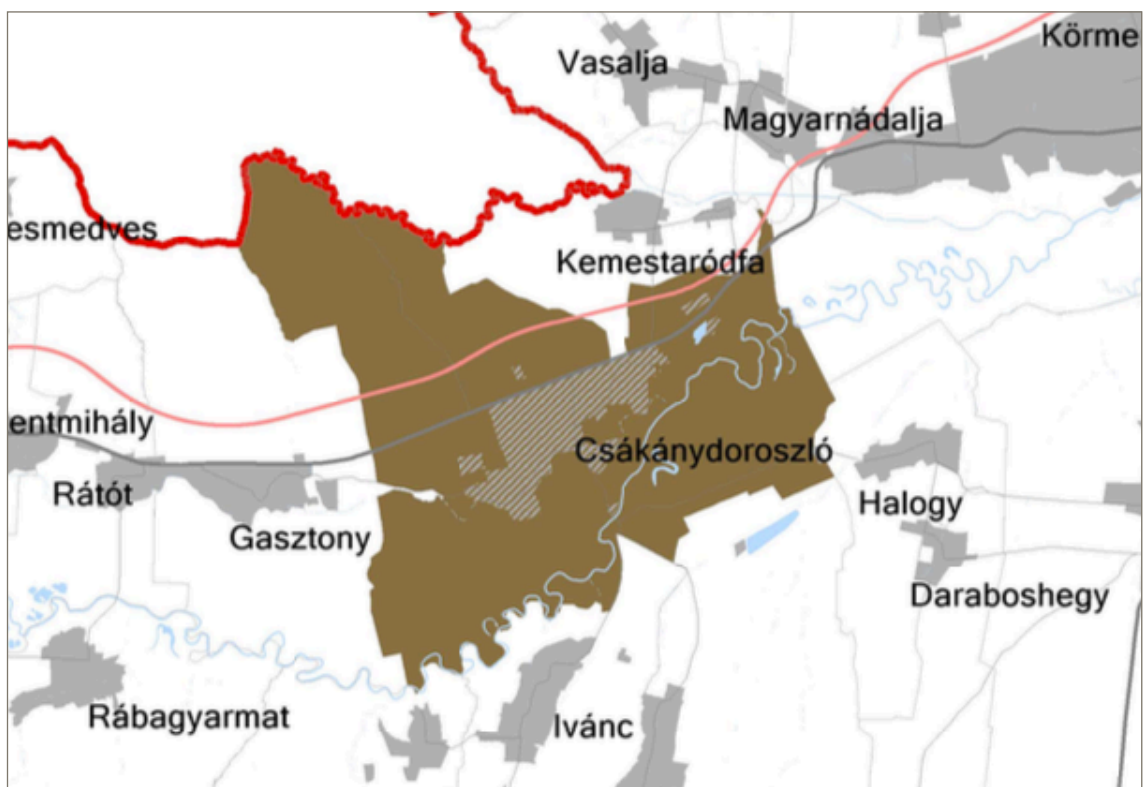 Körme
Vasalja
Magyarnádalja
esmedves
Kemestaródfa
entmihály
Csákánydoroszló
Rátót
Halogy
Gasztony
Daraboshegy
Rábagyarmat
Ivánc